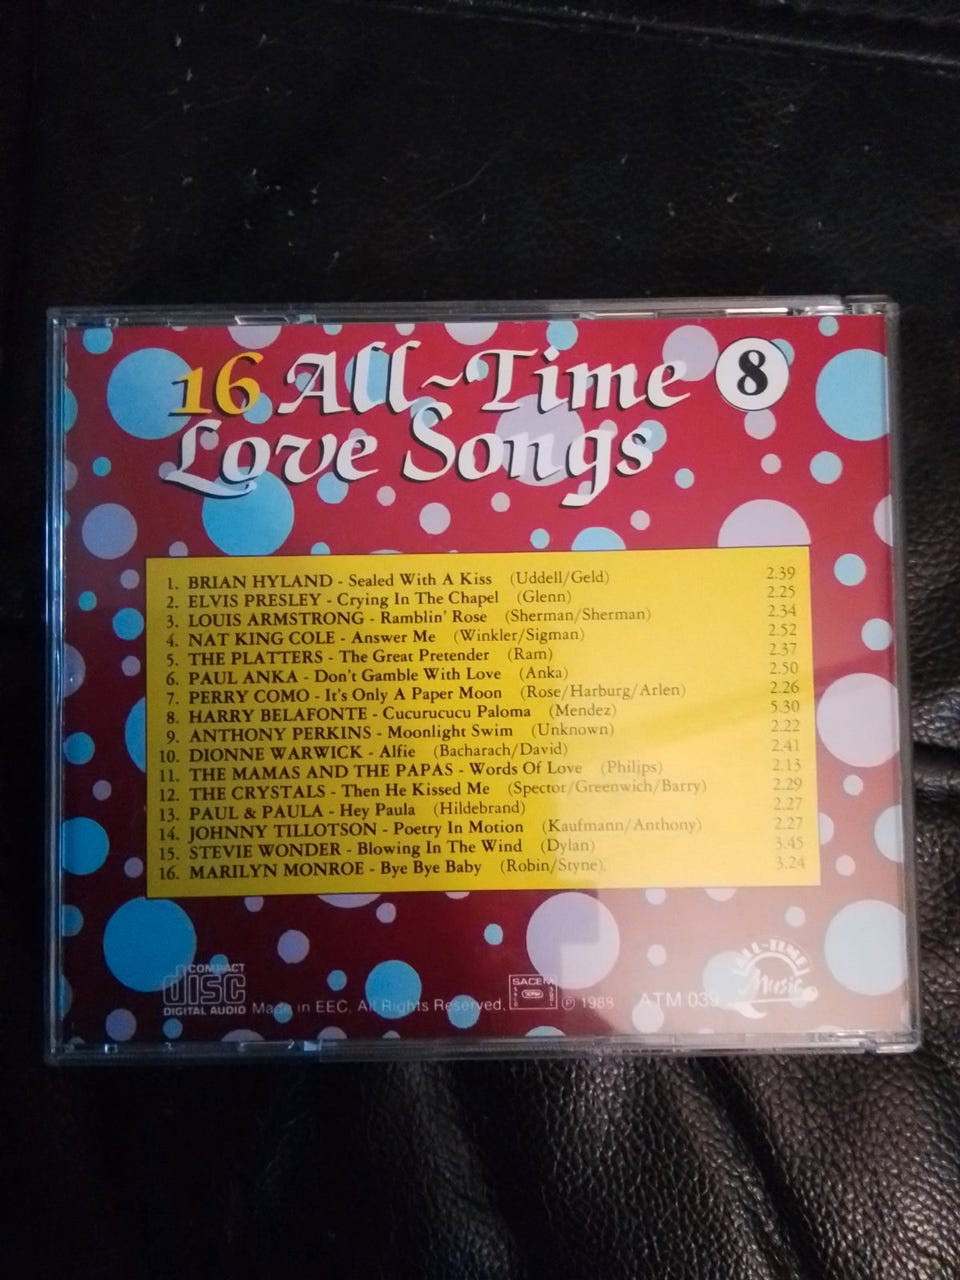 16 All-Time 8
Love Songs
1. BRIAN HYLAND - Sealed With A Kiss (Uddell/Geld) 2.39
2. ELVIS PRESLEY - Crying In The Chapel (Glenn) 2.25
3. LOUIS ARMSTRONG - Ramblin' Rose (Sherman/Sherman) 2.34
4. NAT KING COLE - Answer Me (Winkler/Sigman) 2.52
5. THE PLATTERS - The Great Pretender (Ram) 2.37
6. PAUL ANKA - Don't Gamble With Love (Anka) 2.50
7. PERRY COMO - It's Only A Paper Moon (Rose/Harburg/Arlen) 2.26
8. HARRY BELAFONTE - Cucurucucu Paloma (Mendez) 5.30
9. ANTHONY PERKINS - Moonlight Swim (Unknown) 2.22
10. DIONNE WARWICK - Alfie (Bacharach/David) 2.41
11. THE MAMAS AND THE PAPAS - Words Of Love (Philips) 2.13
12. THE CRYSTALS - Then He Kissed Me (Spector/Greenwich/Barry) 2.29
13. PAUL & PAULA - Hey Paula (Hildebrand) 2.27
14. JOHNNY TILLOTSON - Poetry In Motion (Kaufmann/Anthony) 2.27
15. STEVIE WONDER - Blowing In The Wind (Dylan) 3.45
16. MARILYN MONROE - Bye Bye Baby (Robin/Styne). 3.24
COMPACT
disc
DIGITAL AUDIO
Made in EEC. All Rights Reserved.
SACEM
℗ 1988
ATM 039
ALL-TIME
Music